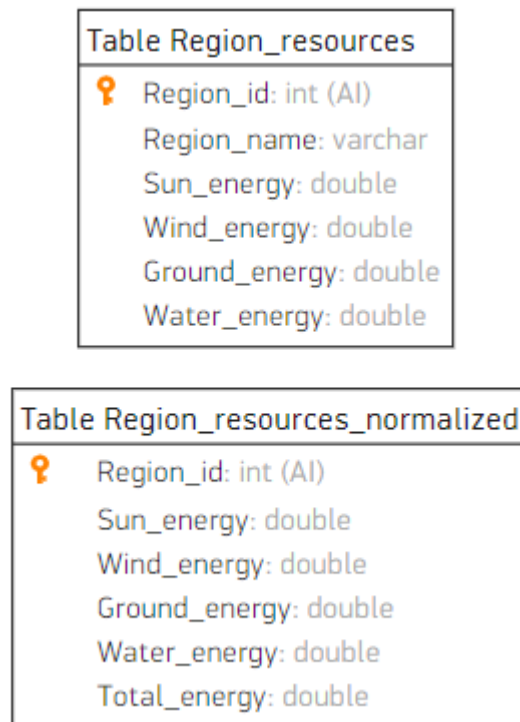 Table Region_resources
Region_id: int (AI)
Region_name: varchar
Sun_energy: double
Wind_energy: double
Ground_energy: double
Water_energy: double
Table Region_resources_normalized
Region_id: int (AI)
Sun_energy: double
Wind_energy: double
Ground_energy: double
Water_energy: double
Total_energy: double